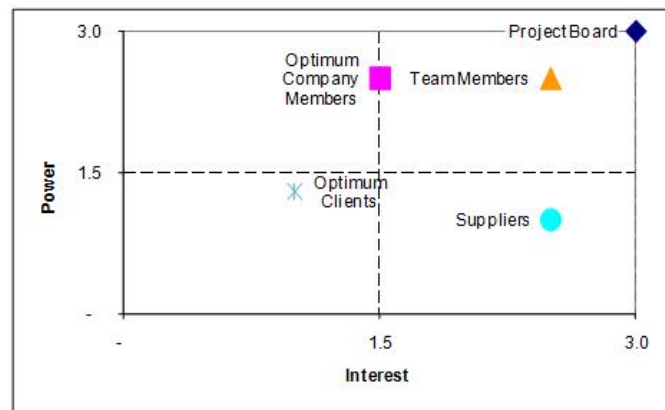 3.0
Project Board
Optimum
Company
Members
Team Members
Power
1.5
Optimum
Clients
Suppliers
-
-
1.5
3.0
Interest